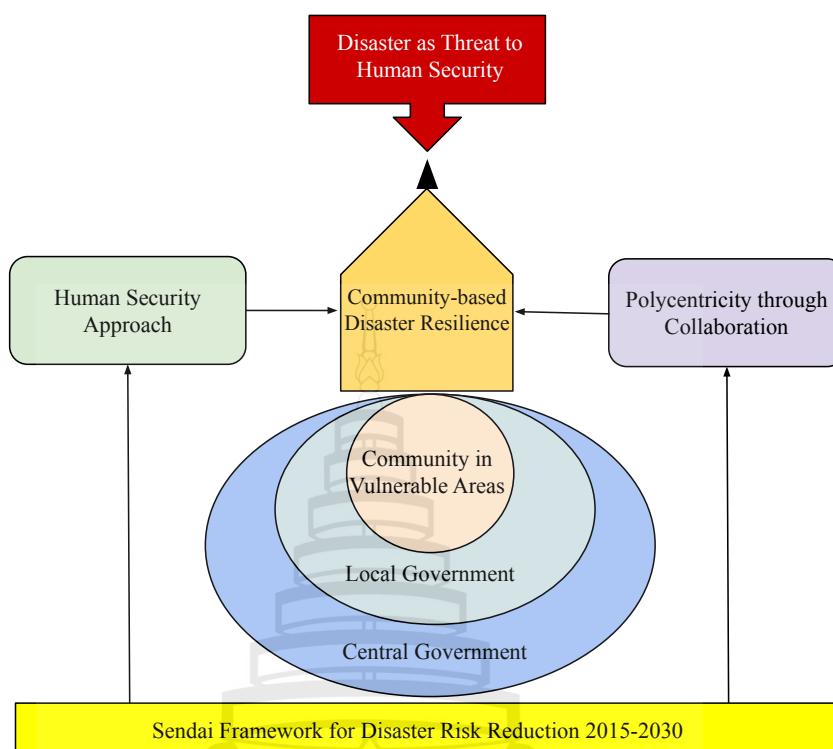 Disaster as Threat to
Human Security
Human Security
Approach
Community-based
Disaster Resilience
Polycentricity through
Collaboration
Community in
Vulnerable Areas
Local Government
Central Government
Sendai Framework for Disaster Risk Reduction 2015-2030